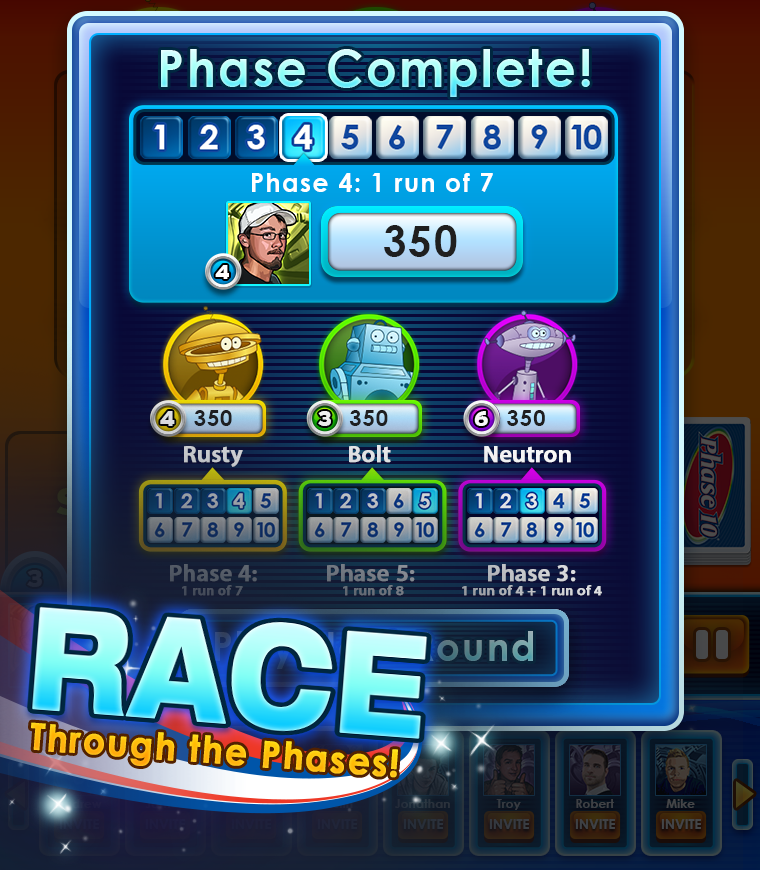 Phase Complete!
1 2 3 4 5 6 7 8 9 10
Phase 4: 1 run of 7
4
350
4 350
3 350
6 350
Rusty
Bolt
Neutron
1 2 3 4 5
6 7 8 9 10
1 2 3 6 5
6 7 8 9 10
1 2 3 4 5
6 7 8 9 10
Phase 4:
1 run of 7
Phase 5:
1 run of 8
Phase 3:
1 run of 4 + 1 run of 4
Phase 10
3
ound
RACE
Through the Phases!
Jonathan
Troy
Robert
Mike
INVITE
INVITE
INVITE
INVITE
INVITE
INVITE
INVITE
INVITE